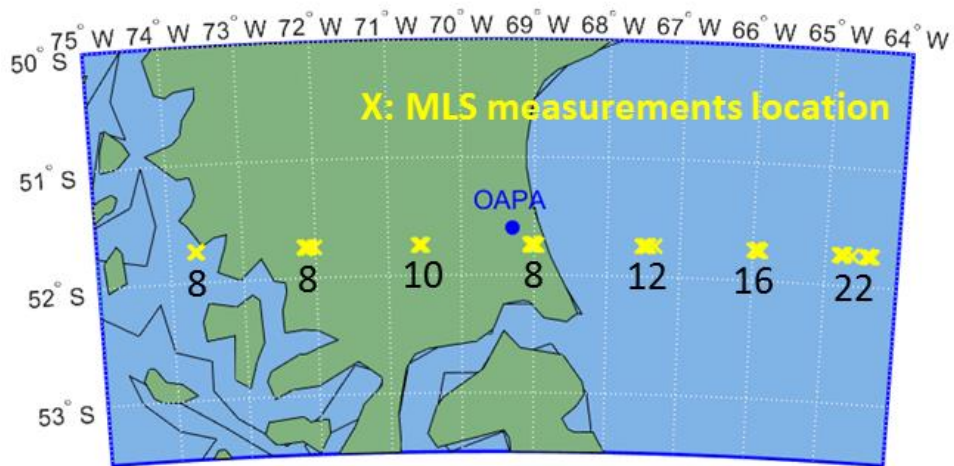 75° W 74° W 73° W 72° W 71° W 70° W 69° W 68° W 67° W 66° W 65° W 64° W
50° S
X: MLS measurements location
51° S
OAPA
8 8 10 8 12 16 22
52° S
53° S